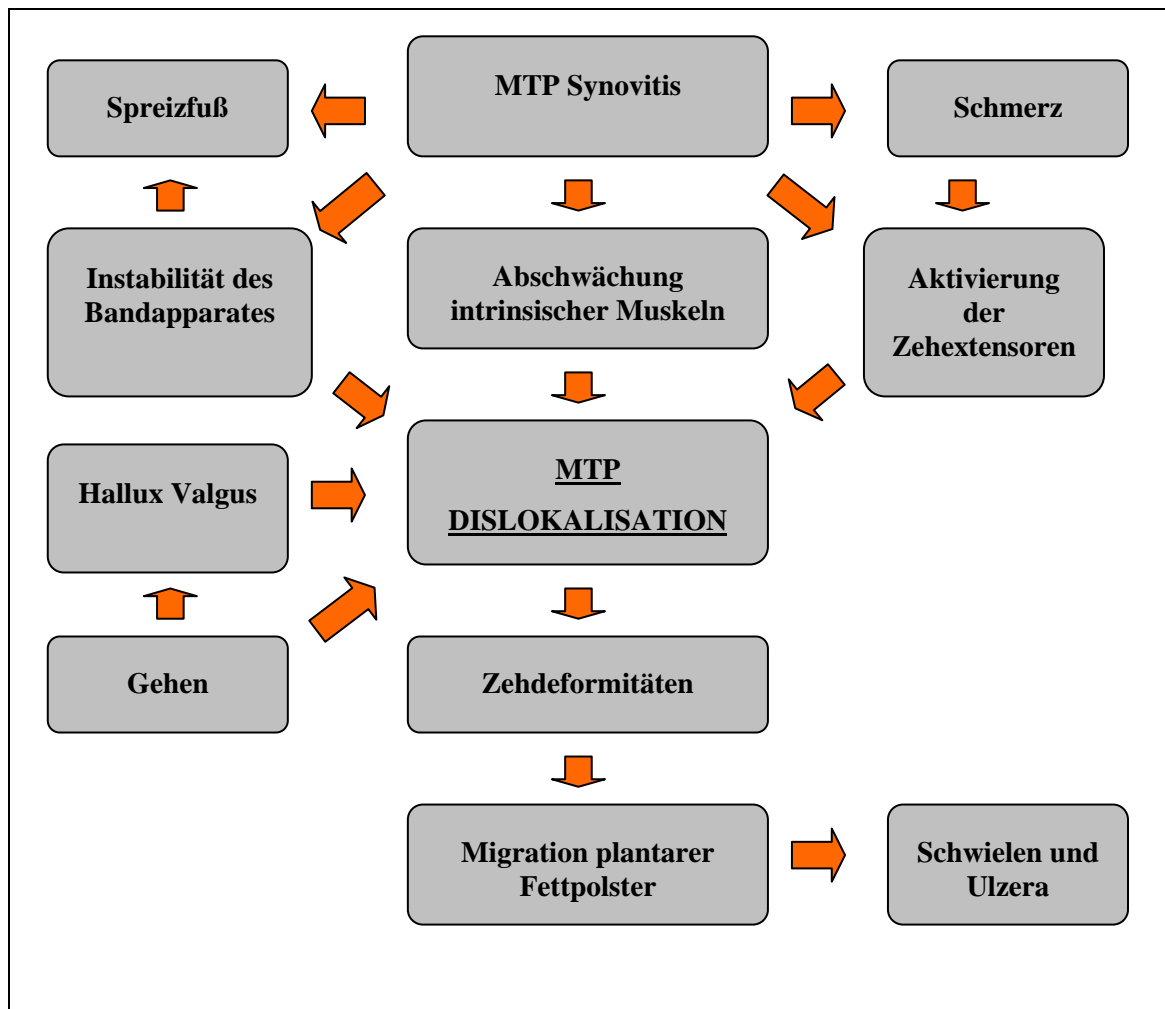 Spreizfuß
MTP Synovitis
Schmerz
Instabilität des
Bandapparates
Abschwächung
intrinsischer Muskeln
Aktivierung
der
Zehextensoren
Hallux Valgus
MTP
DISLOKALISATION
Gehen
Zehdeformitäten
Migration plantarer
Fettpolster
Schwielen und
Ulzera